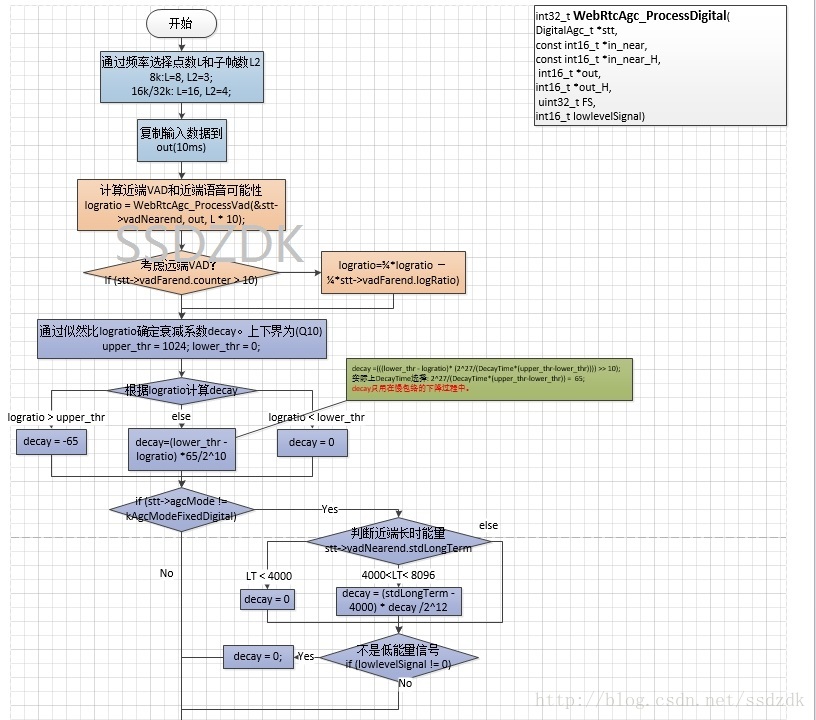 开始
int32_t WebRtcAgc_ProcessDigital(
DigitalAgc_t *stt,
const int16_t *in_near,
const int16_t *in_near_H,
int16_t *out,
int16_t *out_H,
uint32_t FS,
int16_t lowlevelSignal)
通过频率选择点数L和子帧数L2
8k:L=8, L2=3;
16k/32k: L=16, L2=4;
复制输入数据到
out(10ms)
计算近端VAD和近端语音可能性
logratio = WebRtcAgc_ProcessVad(&stt-
>vadNearend, out, L * 10);
SSDZDK
考虑远端VAD?
if (stt->vadFarend.counter > 10)
logratio=¾*logratio －
¼*stt->vadFarend.logRatio)
通过似然比logratio确定衰减系数decay。上下界为(Q10)
upper_thr = 1024; lower_thr = 0;
decay =(((lower_thr - logratio)* (2^27/(DecayTime*(upper_thr-lower_thr)))) >> 10);
实际上DecayTime选择: 2^27/(DecayTime*(upper_thr-lower_thr)) = 65;
decay只用在慢包络的下降过程中。
根据logratio计算decay
logratio > upper_thr
else
logratio < lower_thr
decay = -65
decay=(lower_thr -
logratio) *65/2^10
decay = 0
if (stt->agcMode !=
kAgcModeFixedDigital)
Yes
No
判断近端长时能量
stt->vadNearend.stdLongTerm
else
LT < 4000
4000<LT< 8096
decay = 0
decay = (stdLongTerm -
4000) * decay /2^12
不是低能量信号
if (lowlevelSignal != 0)
Yes
decay = 0;
No
http://blog.csdn.net/ssdzdk